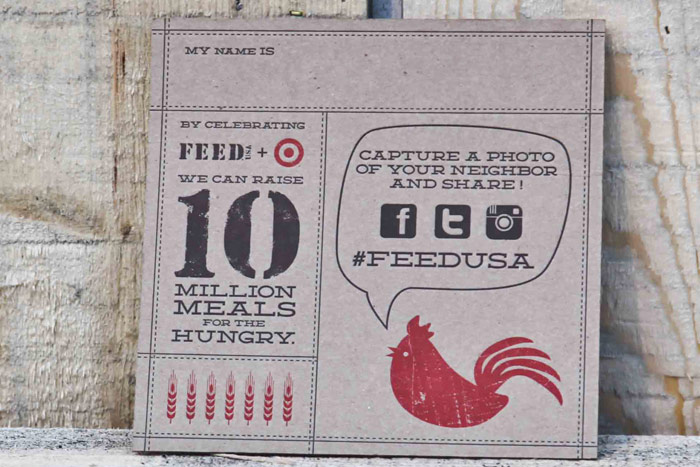 MY NAME IS
BY CELEBRATING
FEED USA +
WE CAN RAISE
10
MILLION
MEALS
FOR THE
HUNGRY.
CAPTURE A PHOTO
OF YOUR NEIGHBOR
AND SHARE!
f t
#FEEDUSA